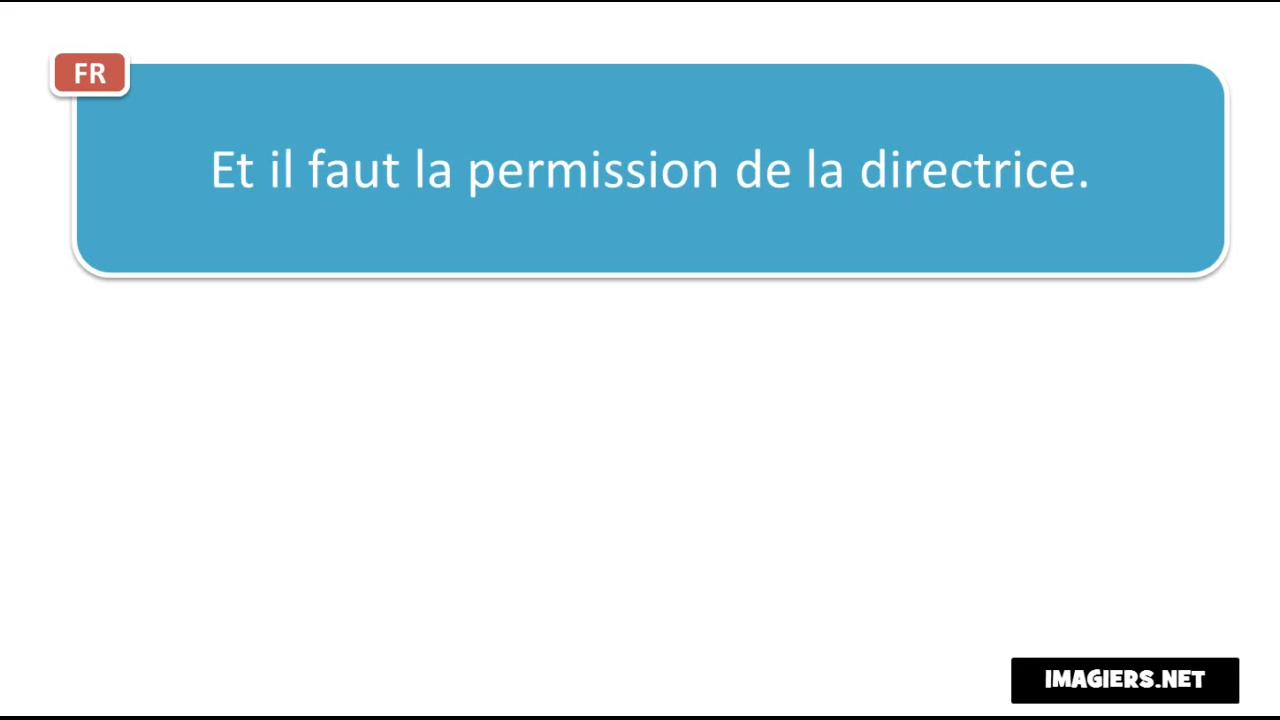 FR
Et il faut la permission de la directrice.
IMAGIERS.NET